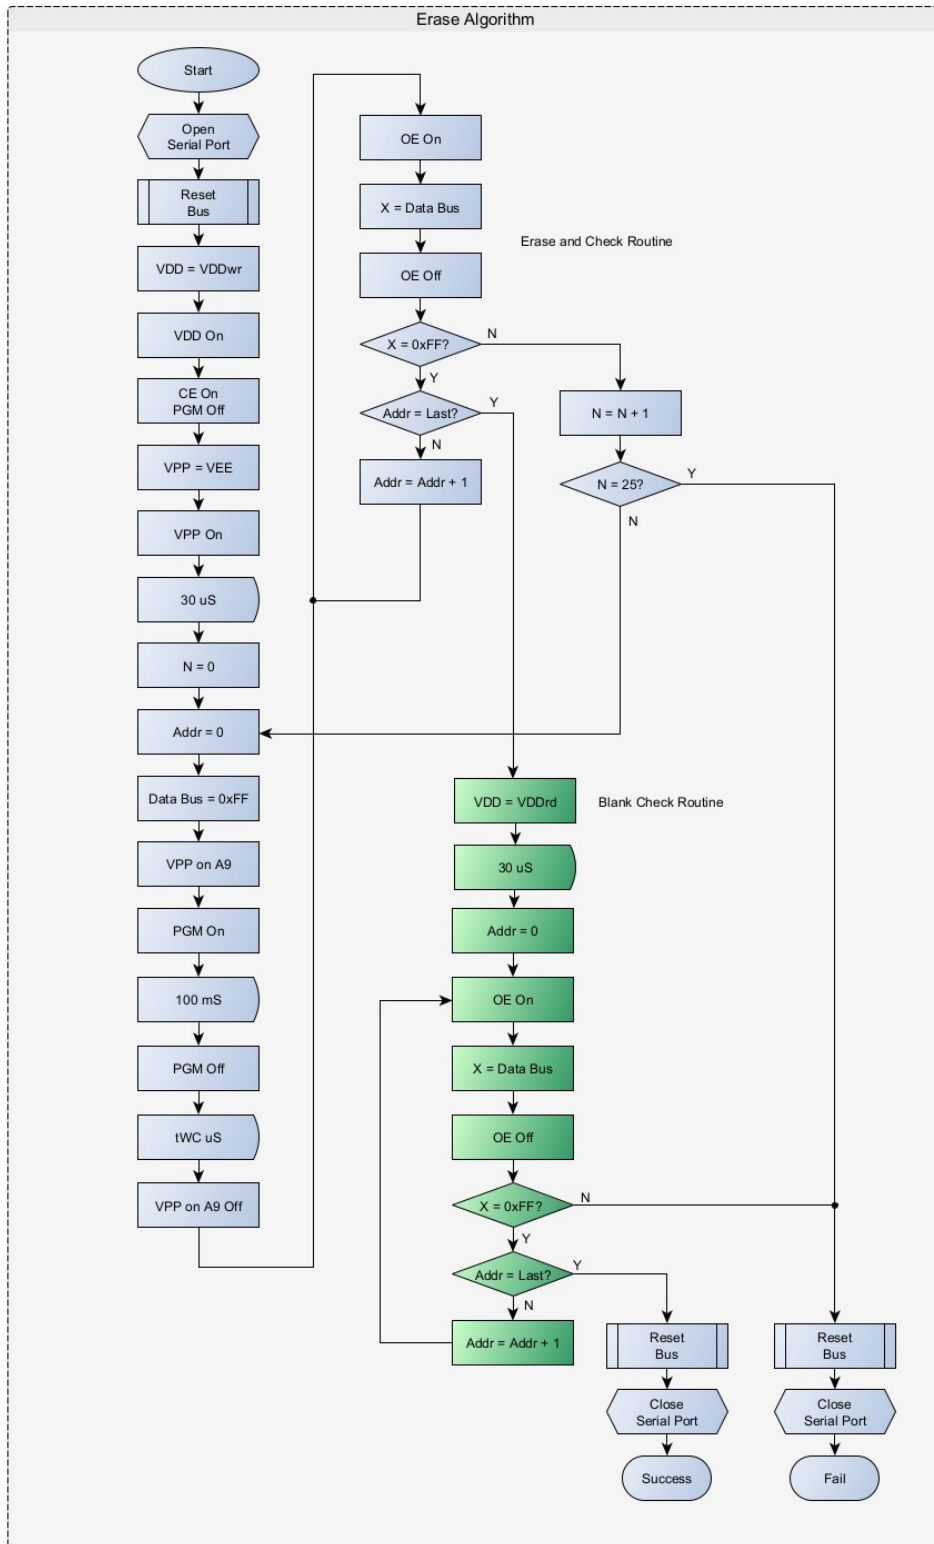 Erase Algorithm
Start
Open
Serial Port
Reset
Bus
VDD = VDDwr
VDD On
CE On
PGM Off
VPP = VEE
VPP On
30 uS
N = 0
Addr = 0
Data Bus = 0xFF
VPP on A9
PGM On
100 mS
PGM Off
tWC uS
VPP on A9 Off
OE On
X = Data Bus
OE Off
Erase and Check Routine
X = 0xFF?
N
Y
Addr = Last?
Y
N
Addr = Addr + 1
N = N + 1
N = 25?
Y
N
VDD = VDDrd
Blank Check Routine
30 uS
Addr = 0
OE On
X = Data Bus
OE Off
X = 0xFF?
N
Y
Addr = Last?
Y
N
Addr = Addr + 1
Reset
Bus
Close
Serial Port
Success
Reset
Bus
Close
Serial Port
Fail